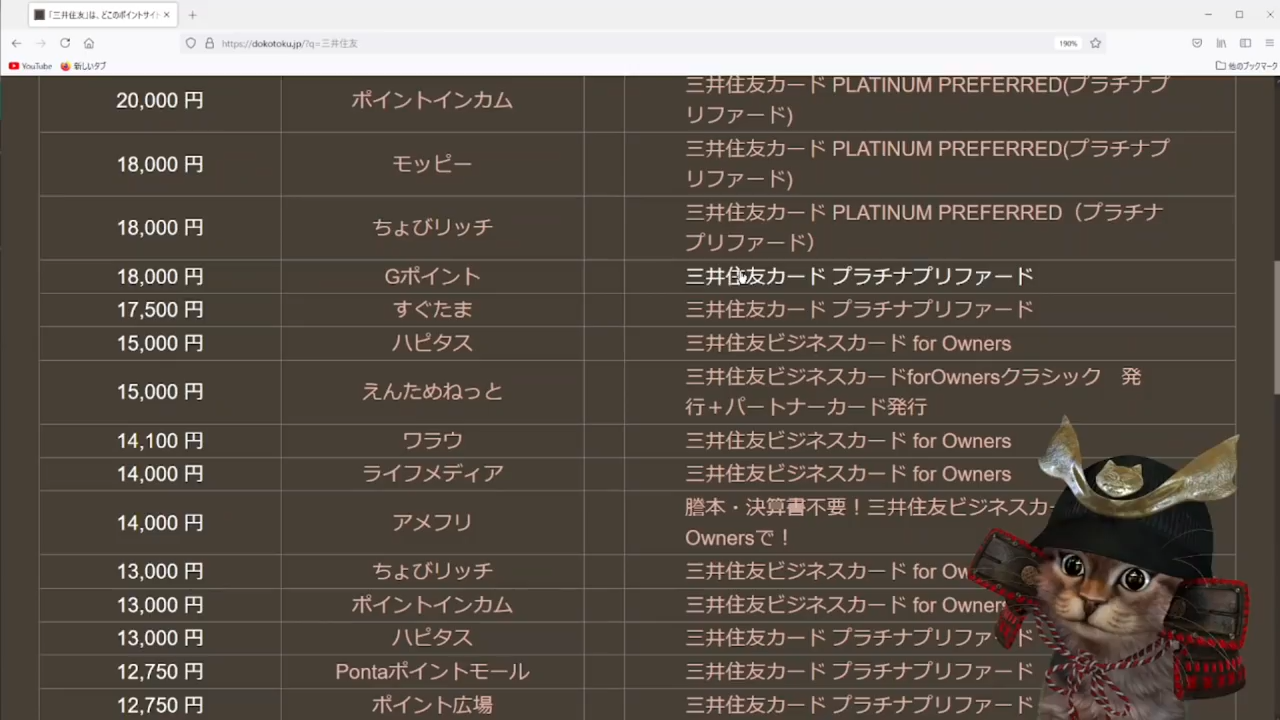 「三井住友」は、どこのポイントサイト
https://dokotoku.jp/?q=三井住友
190%
YouTube
新しいタブ
他のブックマーク
20,000 円 ポイントインカム 三井住友カード PLATINUM PREFERRED(プラチナプ
リファード)
18,000 円 モッピー 三井住友カード PLATINUM PREFERRED(プラチナプ
リファード)
18,000 円 ちょびリッチ 三井住友カード PLATINUM PREFERRED（プラチナ
プリファード）
18,000 円 Gポイント 三井住友カード プラチナプリファード
17,500 円 すぐたま 三井住友カード プラチナプリファード
15,000 円 ハピタス 三井住友ビジネスカード for Owners
15,000 円 えんためねっと 三井住友ビジネスカードforOwnersクラシック　発
行＋パートナーカード発行
14,100 円 ワラウ 三井住友ビジネスカード for Owners
14,000 円 ライフメディア 三井住友ビジネスカード for Owners
14,000 円 アメフリ 謄本・決算書不要！三井住友ビジネスカー
Ownersで！
13,000 円 ちょびリッチ 三井住友ビジネスカード for Ow
13,000 円 ポイントインカム 三井住友ビジネスカード for Owners
13,000 円 ハピタス 三井住友カード プラチナプリファード
12,750 円 Pontaポイントモール 三井住友カード プラチナプリファード
12,750 円 ポイント広場 三井住友カード プラチナプリファード